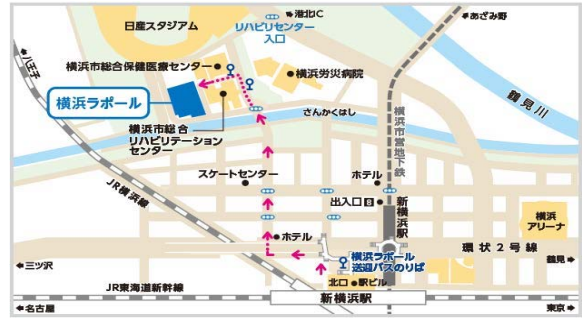 日産スタジアム
港北IC
リハビリセンター
入口
あざみ野
八王子
横浜市総合保健医療センター
横浜労災病院
横浜ラポール
鶴見川
さんかくはし
横浜市総合
リハビリテーション
センター
横浜市営地下鉄
JR横浜線
スケートセンター
ホテル
出入口8
新横浜駅
横浜
アリーナ
ホテル
横浜ラポール
送迎バスのりば
環状2号線
三ツ沢
鶴見
北口
駅ビル
JR東海道新幹線
新横浜駅
名古屋
東京